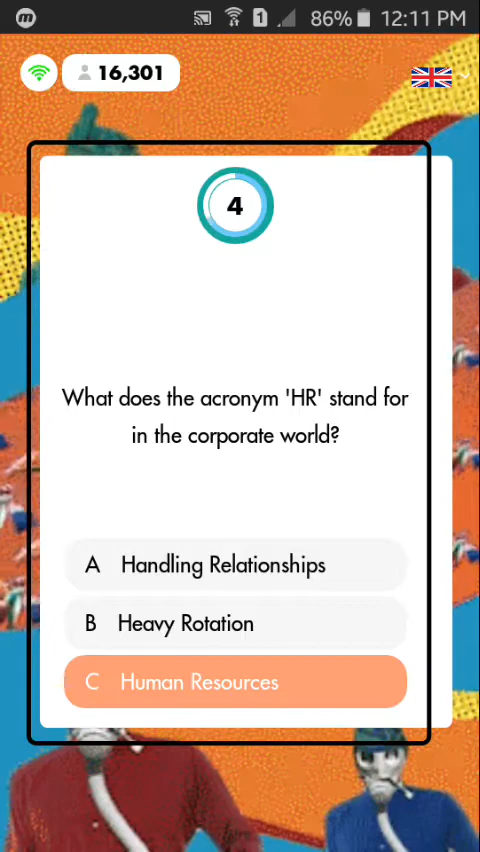 m 1 86% 12:11 PM
16,301
4
What does the acronym 'HR' stand for
in the corporate world?
A Handling Relationships
B Heavy Rotation
C Human Resources